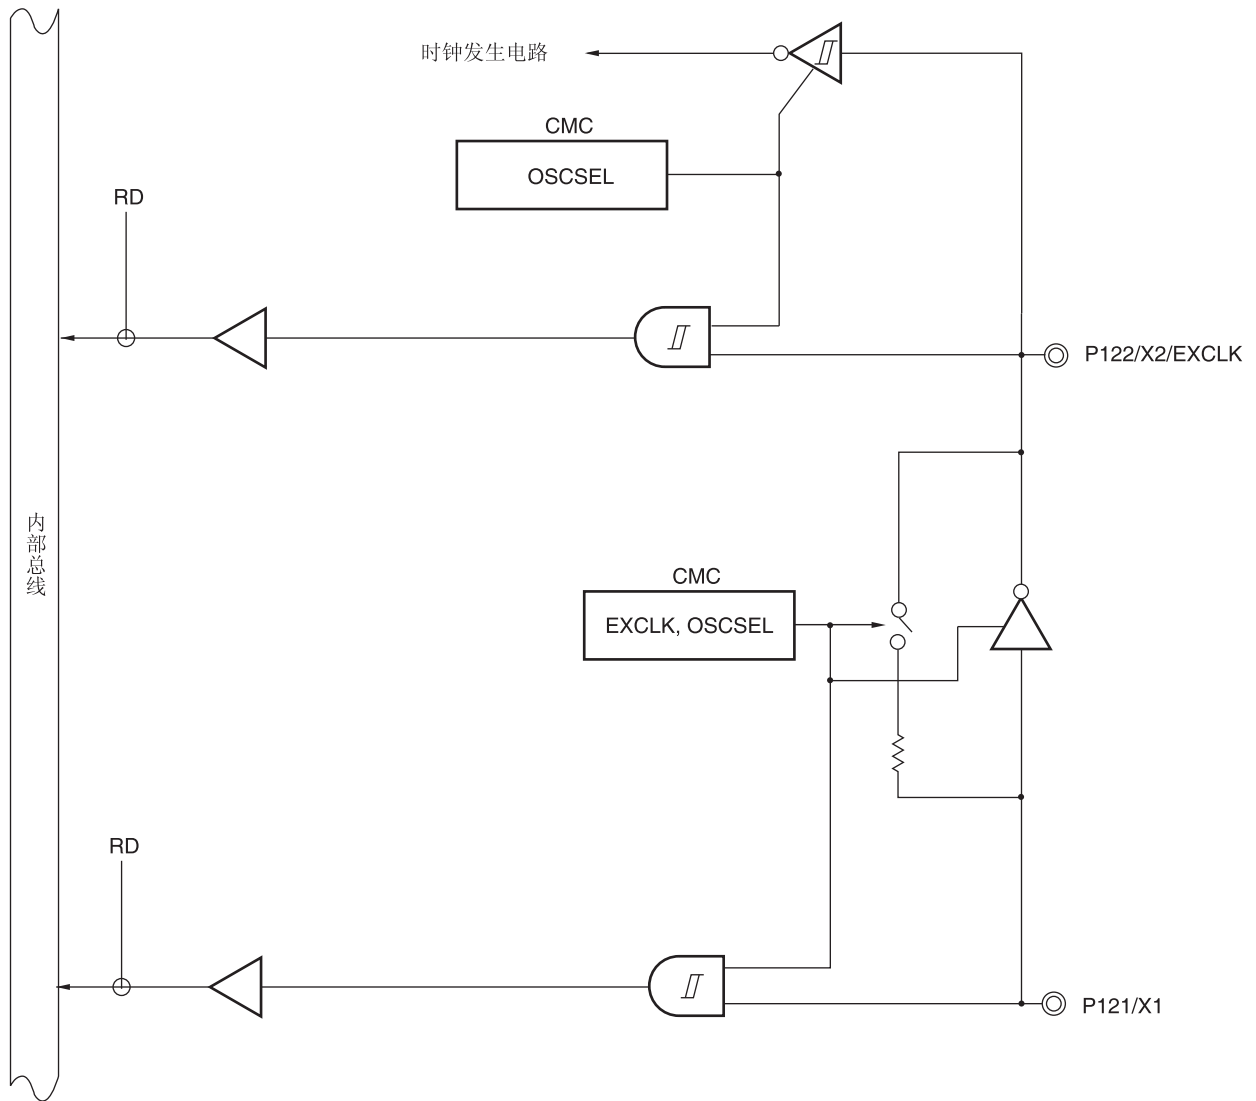 时钟发生电路
CMC
OSCSEL
RD
P122/X2/EXCLK
内部总线
CMC
EXCLK, OSCSEL
RD
P121/X1